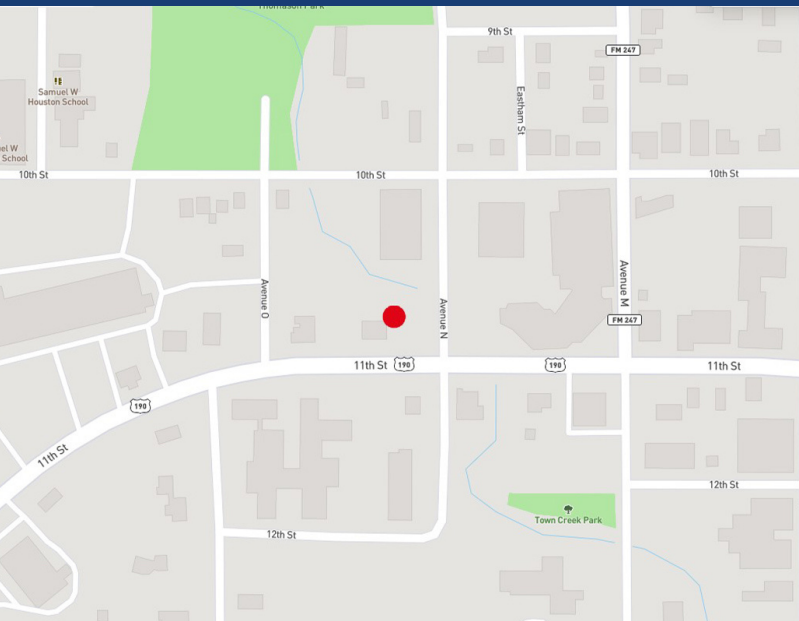 Thomason Park
9th St
FM 247
Samuel W
Houston School
Eastham St
el W
School
10th St
10th St
10th St
Avenue O
Avenue N
Avenue M
FM 247
11th St
190
190
11th St
190
11th St
12th St
Town Creek Park
12th St